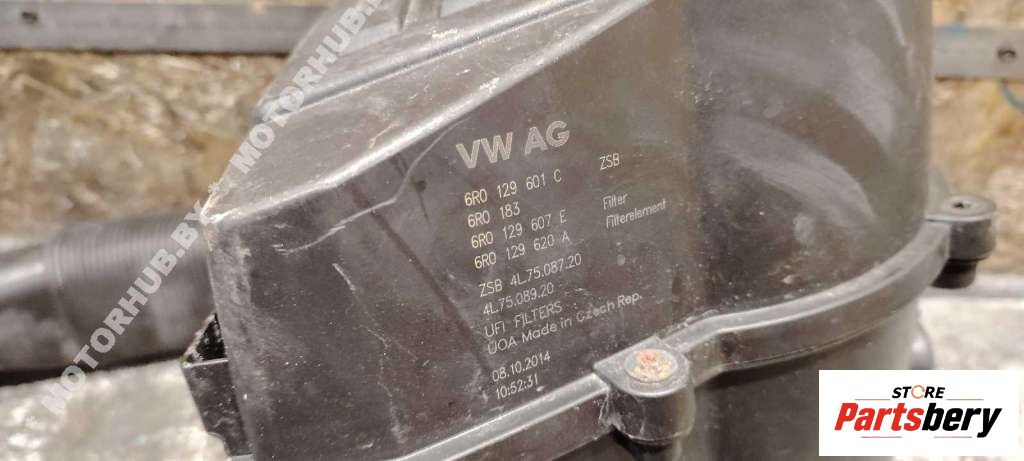 VW AG
6R0 129 601 C ZSB
6R0 183
6R0 129 607 E Filter
6R0 129 620 A Filterelement
ZSB 4L.75.087.20
4L.75.089.20
UFI FILTERS
UOA Made in Czech Rep.
08.10.2014
10:52:31
MOTORHUB.BY MOTORHUB.BY
STORE
Partsbery